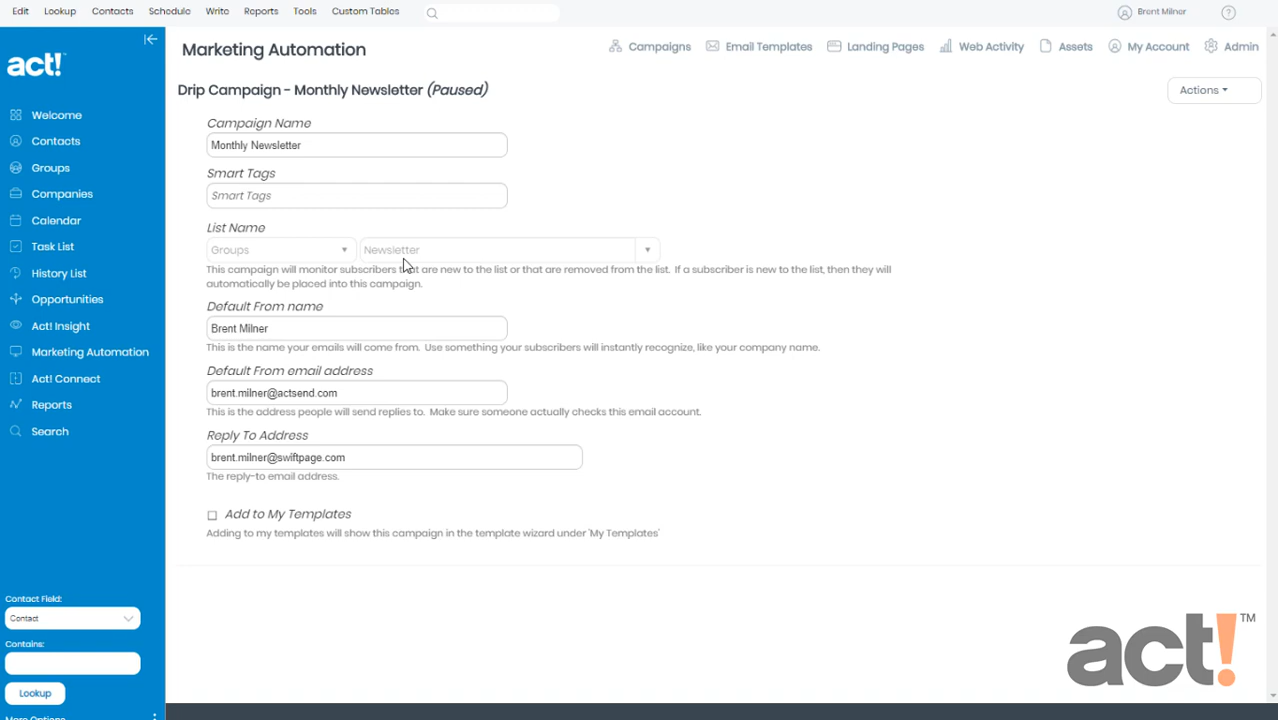 Edit Lookup Contacts Schedule Write Reports Tools Custom Tables
Brent Milner
?
act!
Marketing Automation
Campaigns Email Templates Landing Pages Web Activity Assets My Account Admin
Drip Campaign - Monthly Newsletter (Paused)
Actions
Welcome
Contacts
Groups
Companies
Calendar
Task List
History List
Opportunities
Act! Insight
Marketing Automation
Act! Connect
Reports
Search
Campaign Name
Monthly Newsletter
Smart Tags
Smart Tags
List Name
Groups Newsletter
This campaign will monitor subscribers that are new to the list or that are removed from the list. If a subscriber is new to the list, then they will
automatically be placed into this campaign.
Default From name
Brent Milner
This is the name your emails will come from. Use something your subscribers will instantly recognize, like your company name.
Default From email address
brent.milner@actsend.com
This is the address people will send replies to. Make sure someone actually checks this email account.
Reply To Address
brent.milner@swiftpage.com
The reply-to email address.
Add to My Templates
Adding to my templates will show this campaign in the template wizard under 'My Templates'
Contact Field:
Contact
Contains:
Lookup
More Options
act!™